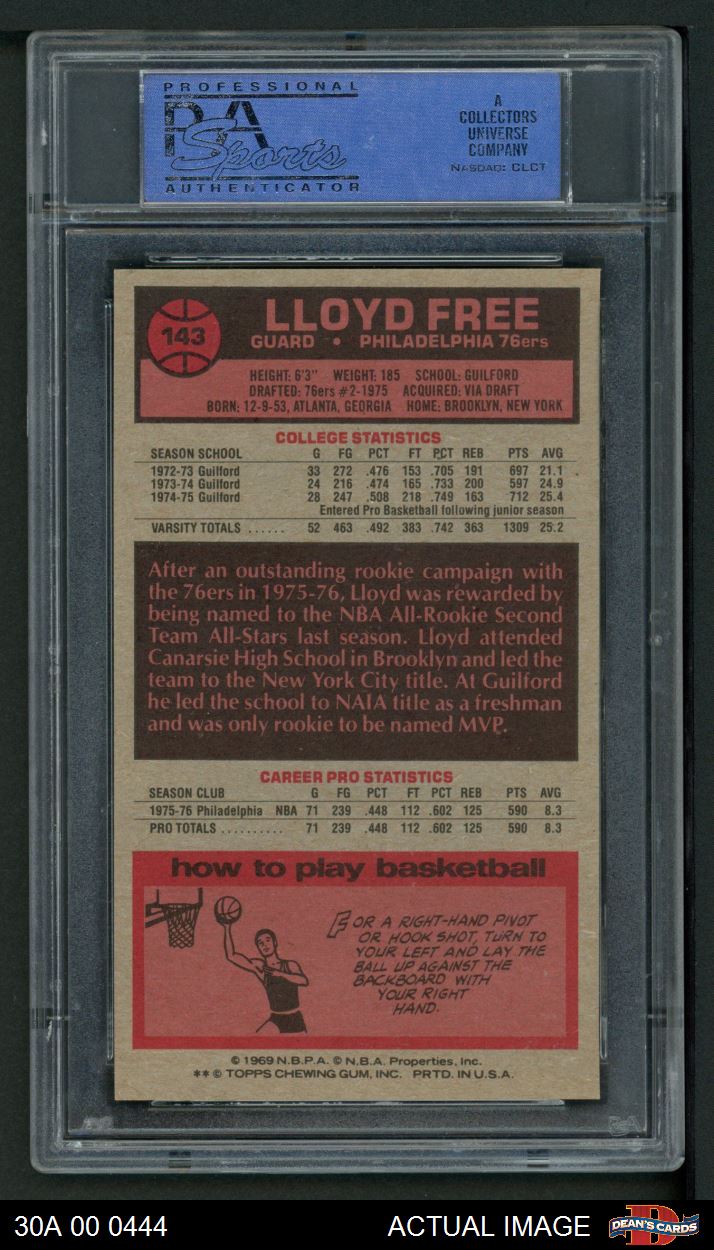 PROFESSIONAL
PSA
Sports
AUTHENTICATOR
A
COLLECTORS
UNIVERSE
COMPANY
NASDAQ: CLCT
143
LLOYD FREE
GUARD • PHILADELPHIA 76ers
HEIGHT: 6'3" WEIGHT: 185 SCHOOL: GUILFORD
DRAFTED: 76ers #2-1975 ACQUIRED: VIA DRAFT
BORN: 12-9-53, ATLANTA, GEORGIA HOME: BROOKLYN, NEW YORK
COLLEGE STATISTICS
SEASON SCHOOL G FG PCT FT PCT REB PTS AVG
1972-73 Guilford 33 272 .476 153 .705 191 697 21.1
1973-74 Guilford 24 216 .474 165 .733 200 597 24.9
1974-75 Guilford 28 247 .508 218 .749 163 712 25.4
Entered Pro Basketball following junior season
VARSITY TOTALS ...... 52 463 .492 383 .742 363 1309 25.2
After an outstanding rookie campaign with
the 76ers in 1975-76, Lloyd was rewarded by
being named to the NBA All-Rookie Second
Team All-Stars last season. Lloyd attended
Canarsie High School in Brooklyn and led the
team to the New York City title. At Guilford
he led the school to NAIA title as a freshman
and was only rookie to be named MVP.
CAREER PRO STATISTICS
SEASON CLUB G FG PCT FT PCT REB PTS AVG
1975-76 Philadelphia NBA 71 239 .448 112 .602 125 590 8.3
PRO TOTALS .......... 71 239 .448 112 .602 125 590 8.3
how to play basketball
FOR A RIGHT-HAND PIVOT
OR HOOK SHOT, TURN TO
YOUR LEFT AND LAY THE
BALL UP AGAINST THE
BACKBOARD WITH
YOUR RIGHT
HAND.
© 1969 N.B.P.A. © N.B.A. Properties, Inc.
** © TOPPS CHEWING GUM, INC. PRTD. IN U.S.A.
PSA
30A 00 0444
ACTUAL IMAGE
DEAN'S CARDS